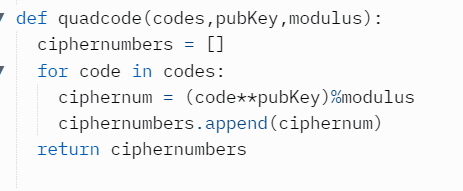 def quadcode(codes,pubKey,modulus):
  ciphernumbers = []
  for code in codes:
    ciphernum = (code**pubKey)%modulus
    ciphernumbers.append(ciphernum)
  return ciphernumbers